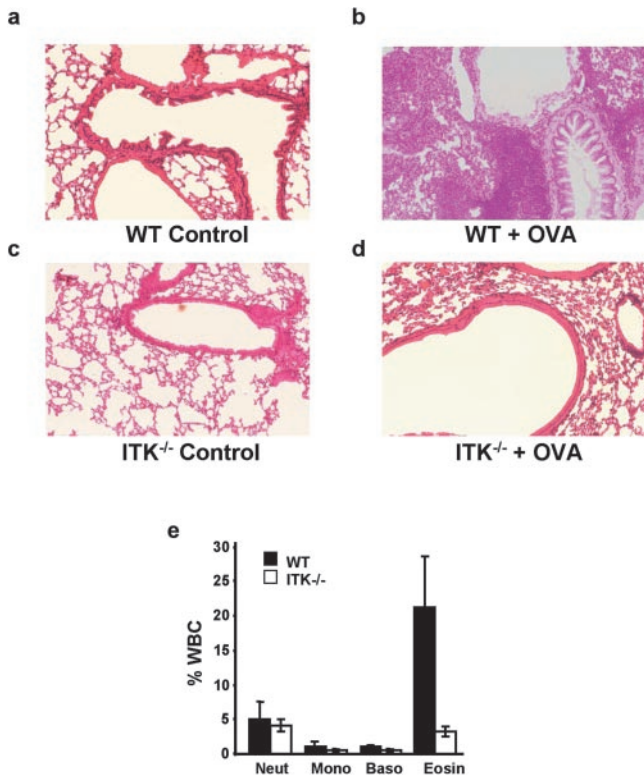 a
b
WT Control
WT + OVA
c
d
ITK-/- Control
ITK-/- + OVA
e
30
25
20
15
10
5
0
% WBC
WT
ITK-/-
Neut Mono Baso Eosin